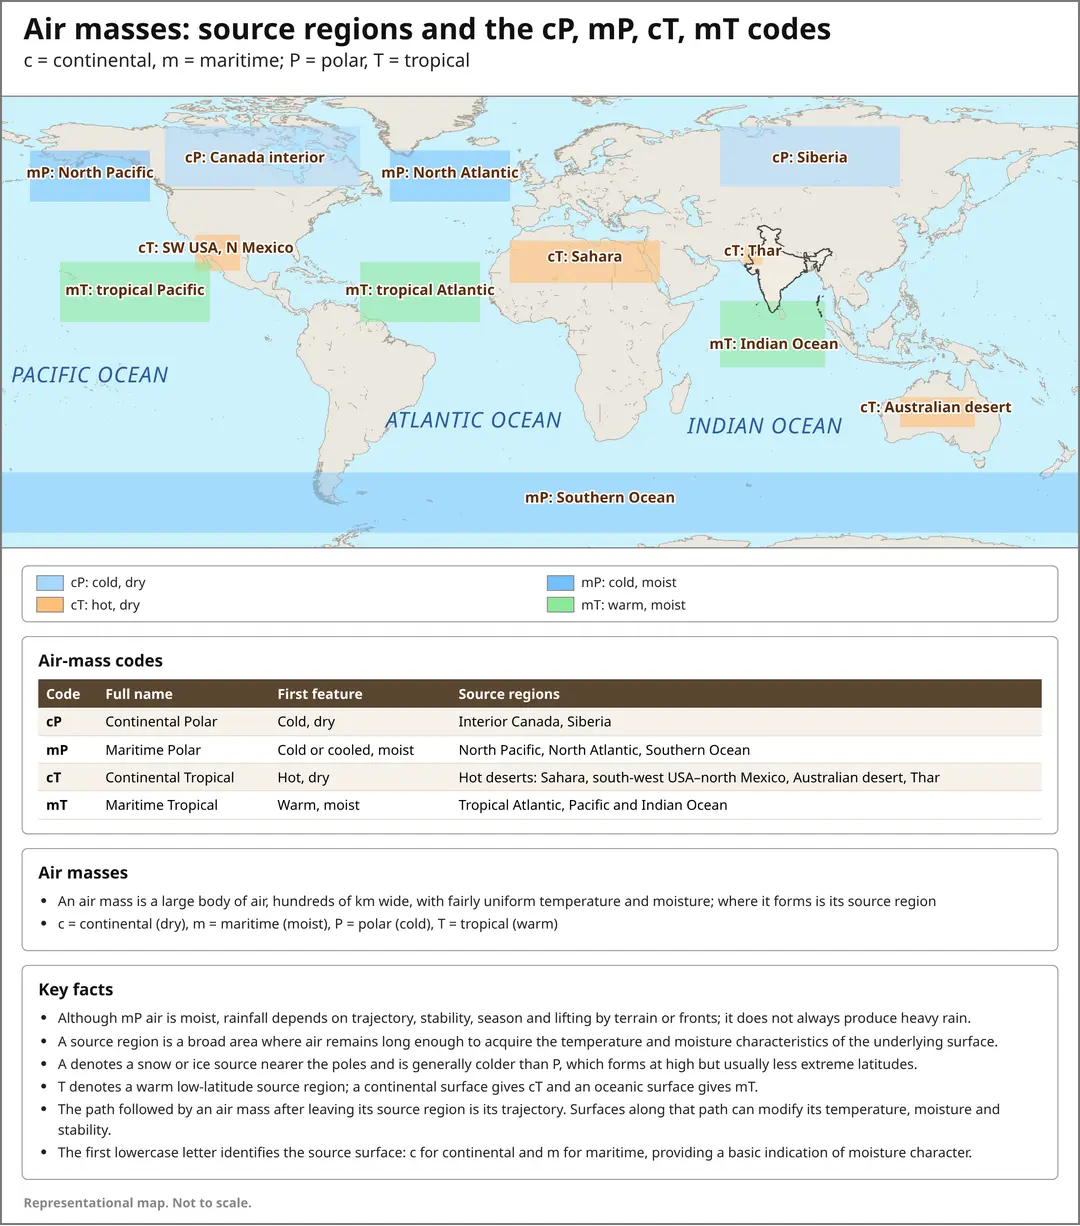 Air masses: source regions and the cP, mP, cT, mT codes
c = continental, m = maritime; P = polar, T = tropical
cP: Canada interior
cP: Siberia
mP: North Pacific
mP: North Atlantic
cT: SW USA, N Mexico
cT: Sahara
cT: Thar
mT: tropical Pacific
mT: tropical Atlantic
mT: Indian Ocean
PACIFIC OCEAN
cT: Australian desert
ATLANTIC OCEAN
INDIAN OCEAN
mP: Southern Ocean
cP: cold, dry
mP: cold, moist
cT: hot, dry
mT: warm, moist
Air-mass codes
Code Full name First feature Source regions
cP Continental Polar Cold, dry Interior Canada, Siberia
mP Maritime Polar Cold or cooled, moist North Pacific, North Atlantic, Southern Ocean
cT Continental Tropical Hot, dry Hot deserts: Sahara, south-west USA–north Mexico, Australian desert, Thar
mT Maritime Tropical Warm, moist Tropical Atlantic, Pacific and Indian Ocean
Air masses
• An air mass is a large body of air, hundreds of km wide, with fairly uniform temperature and moisture; where it forms is its source region
• c = continental (dry), m = maritime (moist), P = polar (cold), T = tropical (warm)
Key facts
• Although mP air is moist, rainfall depends on trajectory, stability, season and lifting by terrain or fronts; it does not always produce heavy rain.
• A source region is a broad area where air remains long enough to acquire the temperature and moisture characteristics of the underlying surface.
• A denotes a snow or ice source nearer the poles and is generally colder than P, which forms at high but usually less extreme latitudes.
• T denotes a warm low-latitude source region; a continental surface gives cT and an oceanic surface gives mT.
• The path followed by an air mass after leaving its source region is its trajectory. Surfaces along that path can modify its temperature, moisture and
stability.
• The first lowercase letter identifies the source surface: c for continental and m for maritime, providing a basic indication of moisture character.
Representational map. Not to scale.